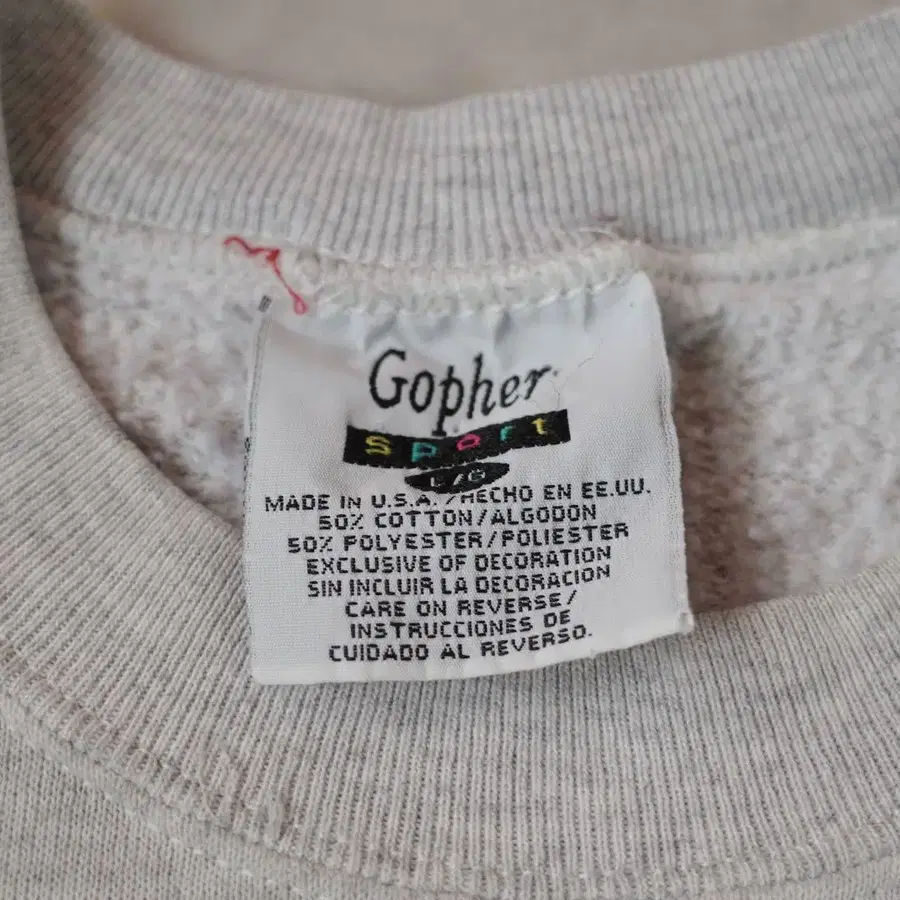 Gopher
Sport
L/G
MADE IN U.S.A./HECHO EN EE.UU.
50% COTTON/ALGODON
50% POLYESTER/POLIESTER
EXCLUSIVE OF DECORATION
SIN INCLUIR LA DECORACION
CARE ON REVERSE/
INSTRUCCIONES DE
CUIDADO AL REVERSO.